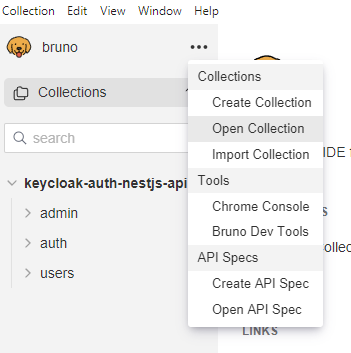 Collection Edit View Window Help
bruno
Collections
search
keycloak-auth-nestjs-api
admin
auth
users
Collections
Create Collection
Open Collection
Import Collection
Tools
Chrome Console
Bruno Dev Tools
API Specs
Create API Spec
Open API Spec
IDE
LINKS